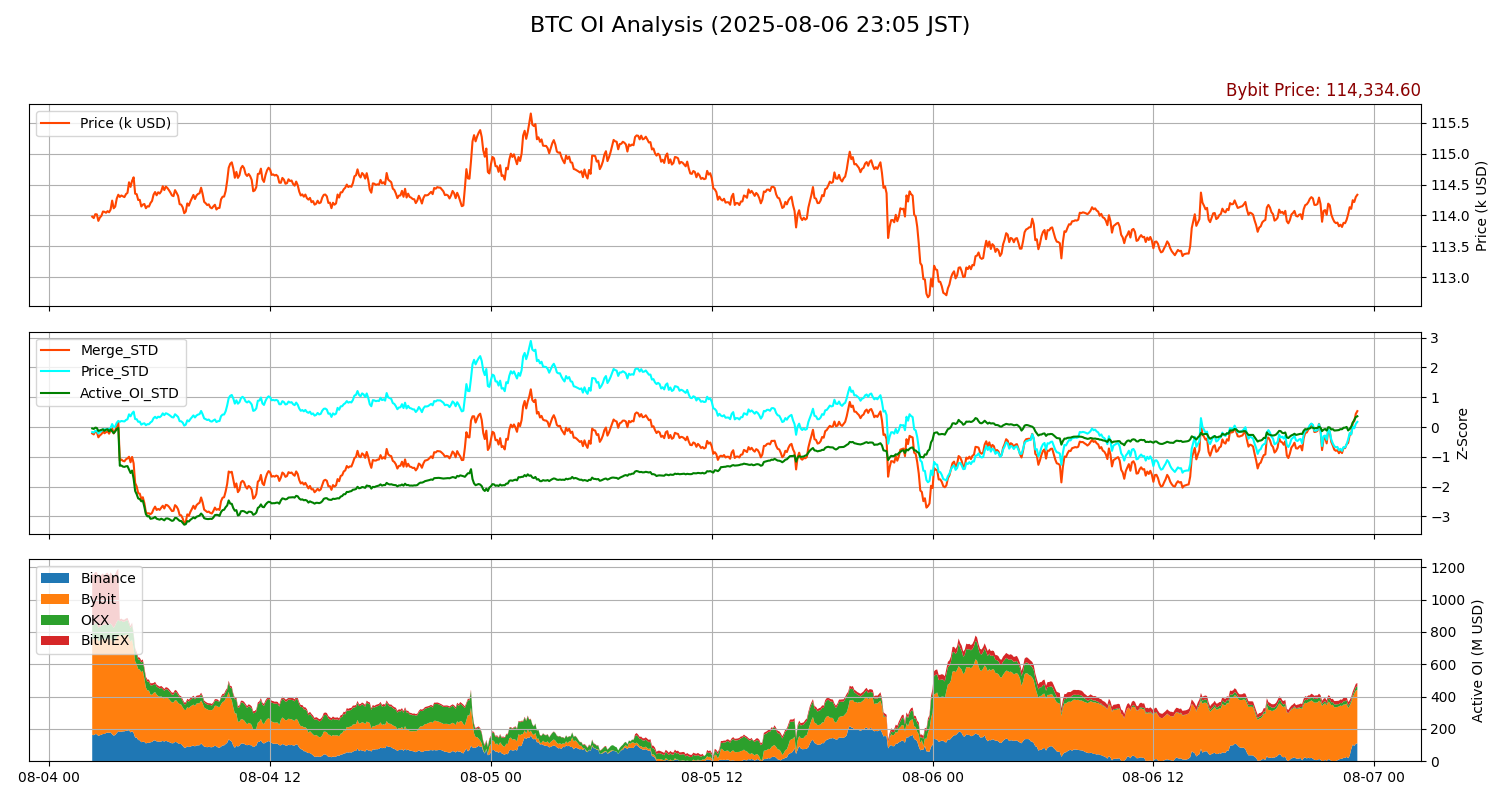 BTC OI Analysis (2025-08-06 23:05 JST)
Bybit Price: 114,334.60
Price (k USD)
115.5
115.0
114.5
114.0
113.5
113.0
Price (k USD)
Merge_STD
Price_STD
Active_OI_STD
3
2
1
0
−1
−2
−3
Z-Score
Binance
Bybit
OKX
BitMEX
1200
1000
800
600
400
200
0
Active OI (M USD)
08-04 00
08-04 12
08-05 00
08-05 12
08-06 00
08-06 12
08-07 00